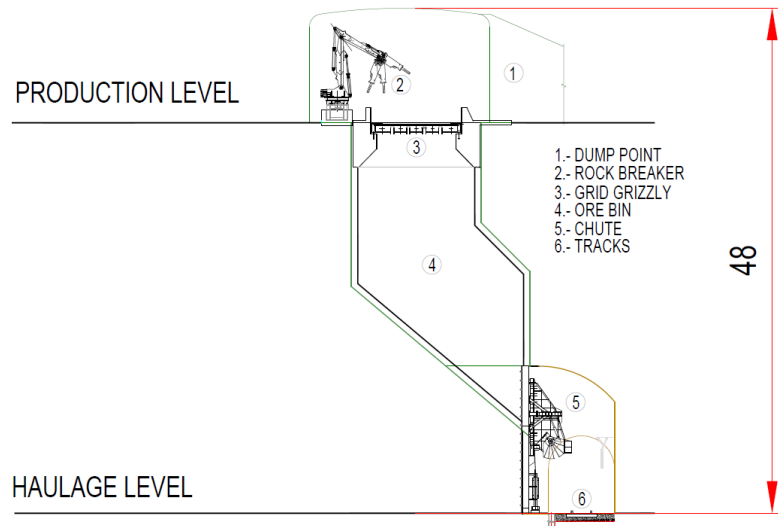 1
PRODUCTION LEVEL
2
3
1.- DUMP POINT
2.- ROCK BREAKER
3.- GRID GRIZZLY
4.- ORE BIN
5.- CHUTE
6.- TRACKS
4
48
5
HAULAGE LEVEL
6